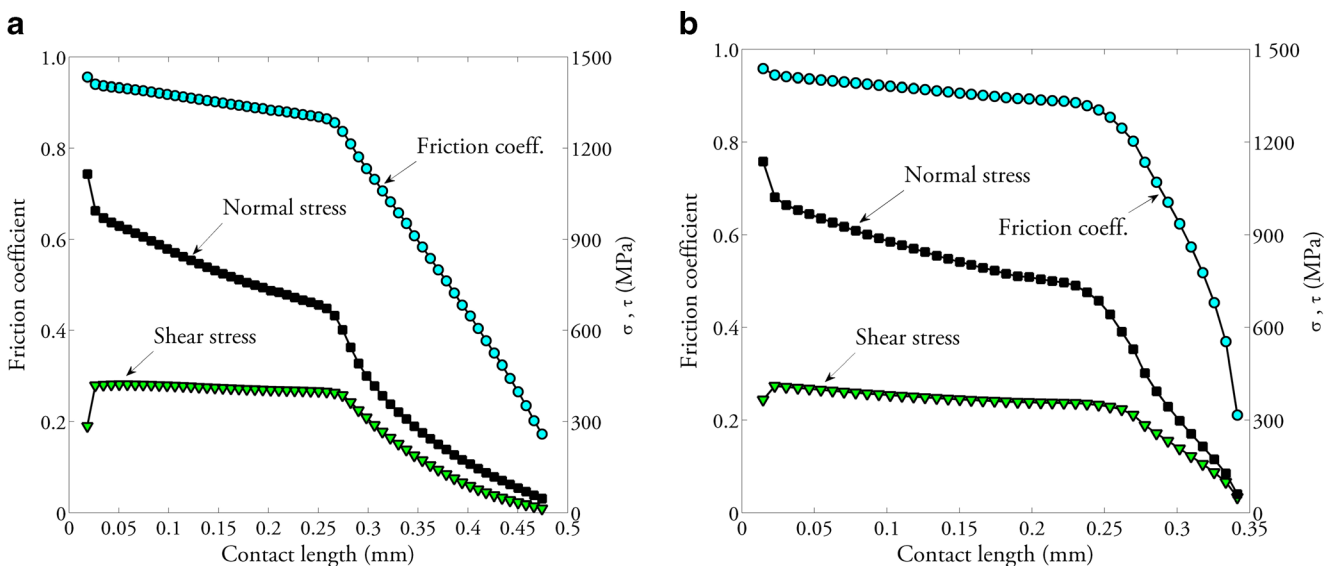 a
1.0
0.8
0.6
0.4
0.2
0
Friction coefficient
1500
1200
900
600
300
0
σ , τ (MPa)
Friction coeff.
Normal stress
Shear stress
0 0.05 0.1 0.15 0.2 0.25 0.3 0.35 0.4 0.45 0.5
Contact length (mm)
b
1.0
0.8
0.6
0.4
0.2
0
Friction coefficient
1 500
1200
900
600
300
0
σ , τ (MPa)
Normal stress
Friction coeff.
Shear stress
0 0.05 0.1 0.15 0.2 0.25 0.3 0.35
Contact length (mm)